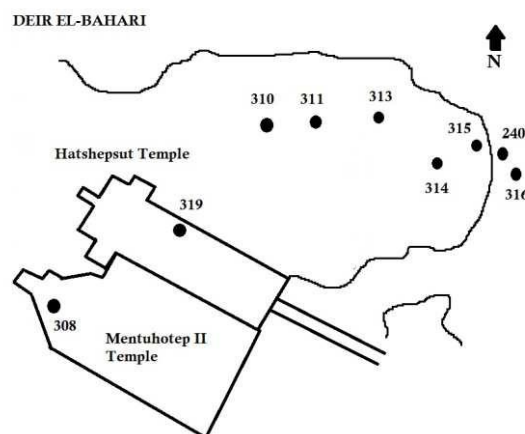 DEIR EL-BAHARI
N
310
311
313
315
240
314
316
Hatshepsut Temple
319
308
Mentuhotep II
Temple